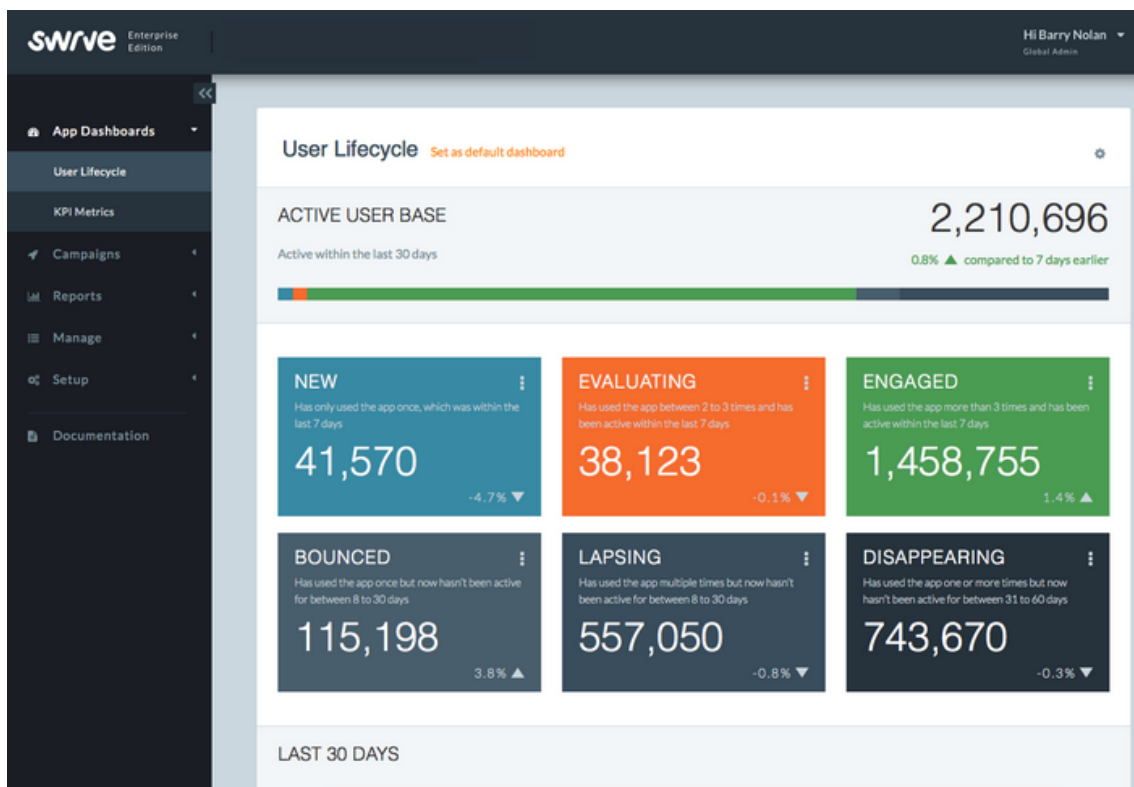 swrve Enterprise Edition
Hi Barry Nolan
Global Admin
App Dashboards
User Lifecycle
KPI Metrics
Campaigns
Reports
Manage
Setup
Documentation
User Lifecycle Set as default dashboard
ACTIVE USER BASE
2,210,696
Active within the last 30 days
0.8% ▲ compared to 7 days earlier
NEW
Has only used the app once, which was within the
last 7 days
41,570
-4.7% ▼
EVALUATING
Has used the app between 2 to 3 times and has
been active within the last 7 days
38,123
-0.1% ▼
ENGAGED
Has used the app more than 3 times and has been
active within the last 7 days
1,458,755
1.4% ▲
BOUNCED
Has used the app once but now hasn't been active
for between 8 to 30 days
115,198
3.8% ▲
LAPSING
Has used the app multiple times but now hasn't
been active for between 8 to 30 days
557,050
-0.8% ▼
DISAPPEARING
Has used the app one or more times but now
hasn't been active for between 31 to 60 days
743,670
-0.3% ▼
LAST 30 DAYS